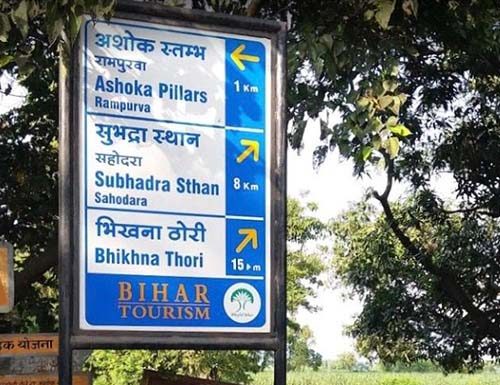 अशोक स्तम्भ
रामपुरवा
Ashoka Pillars
Rampurva
1 Km
सुभद्रा स्थान
सहोदरा
Subhadra Sthan
Sahodara
8 Km
भिखना ठोरी
Bhikhna Thori
15 m
BIHAR
TOURISM
योजना